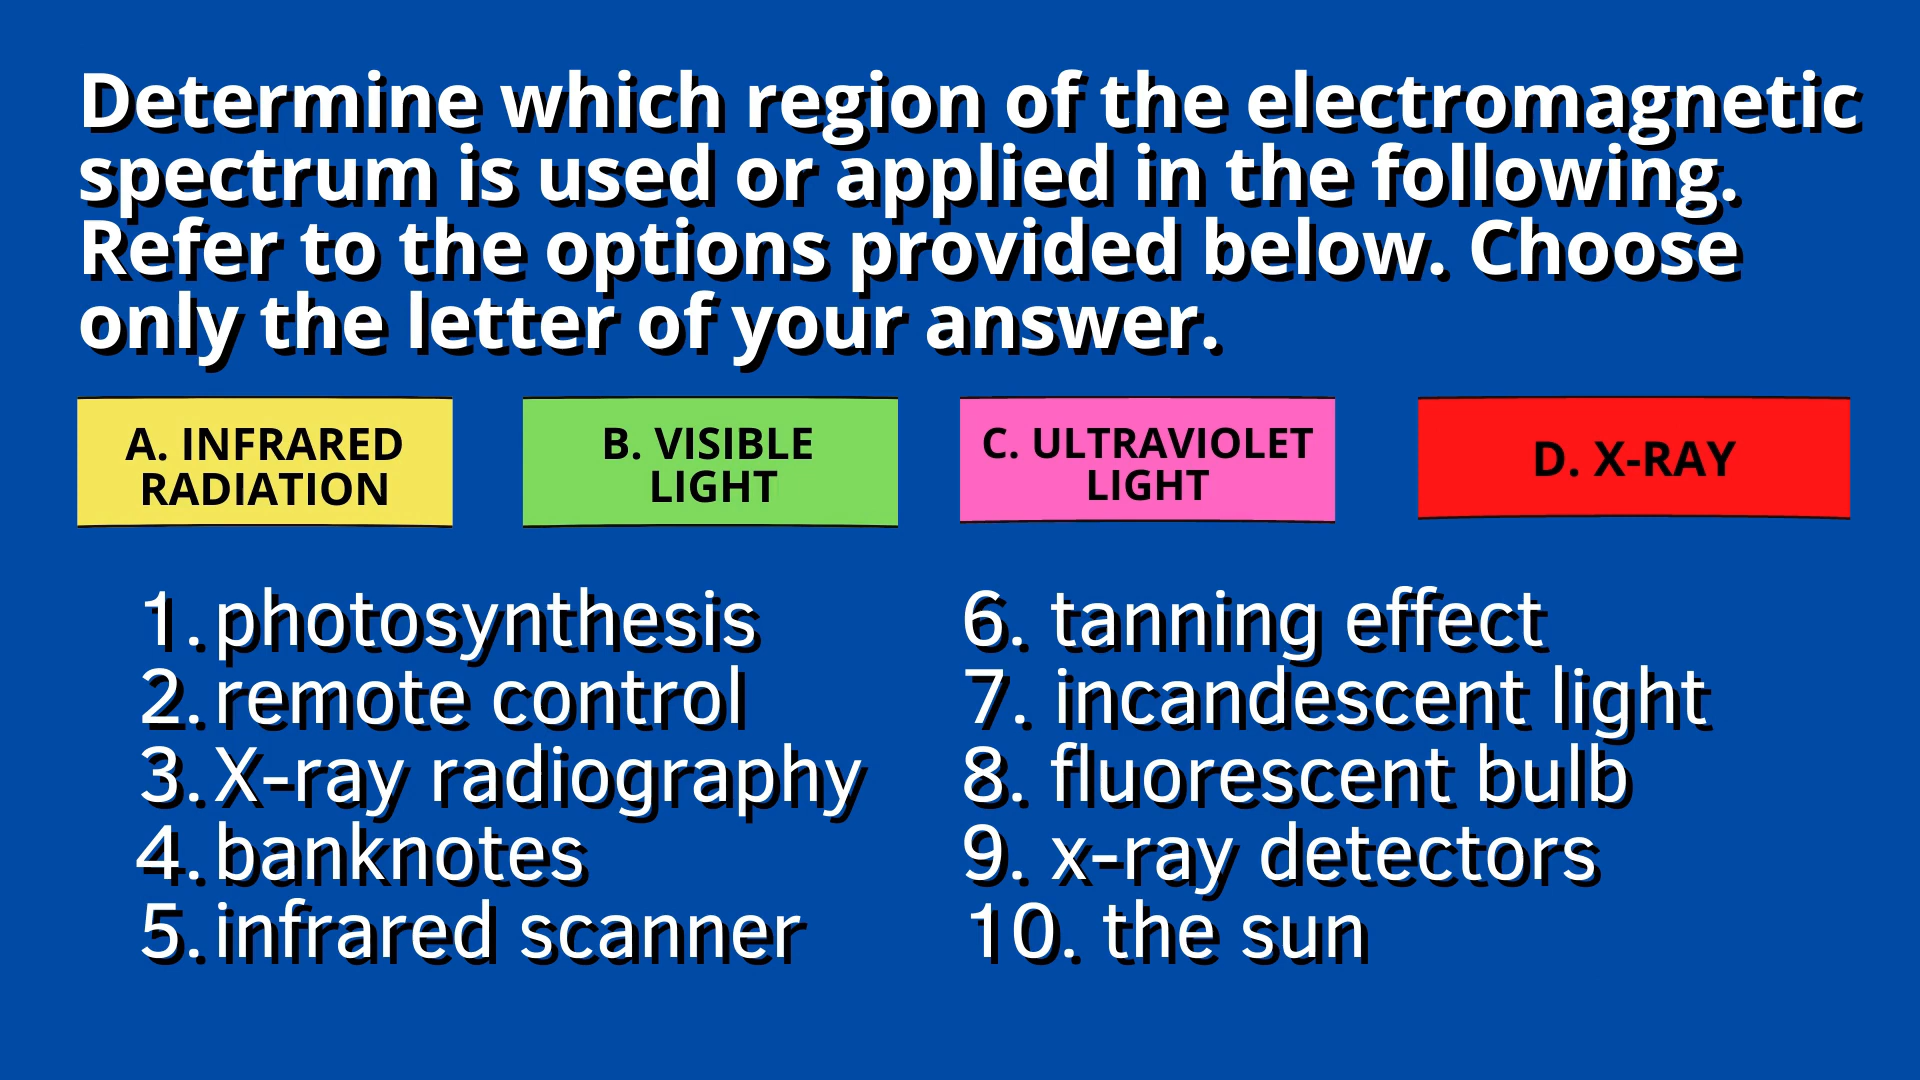 Determine which region of the electromagnetic
spectrum is used or applied in the following.
Refer to the options provided below. Choose
only the letter of your answer.
A. INFRARED
RADIATION
B. VISIBLE
LIGHT
C. ULTRAVIOLET
LIGHT
D. X-RAY
1. photosynthesis
2. remote control
3. X-ray radiography
4. banknotes
5. infrared scanner
6. tanning effect
7. incandescent light
8. fluorescent bulb
9. x-ray detectors
10. the sun